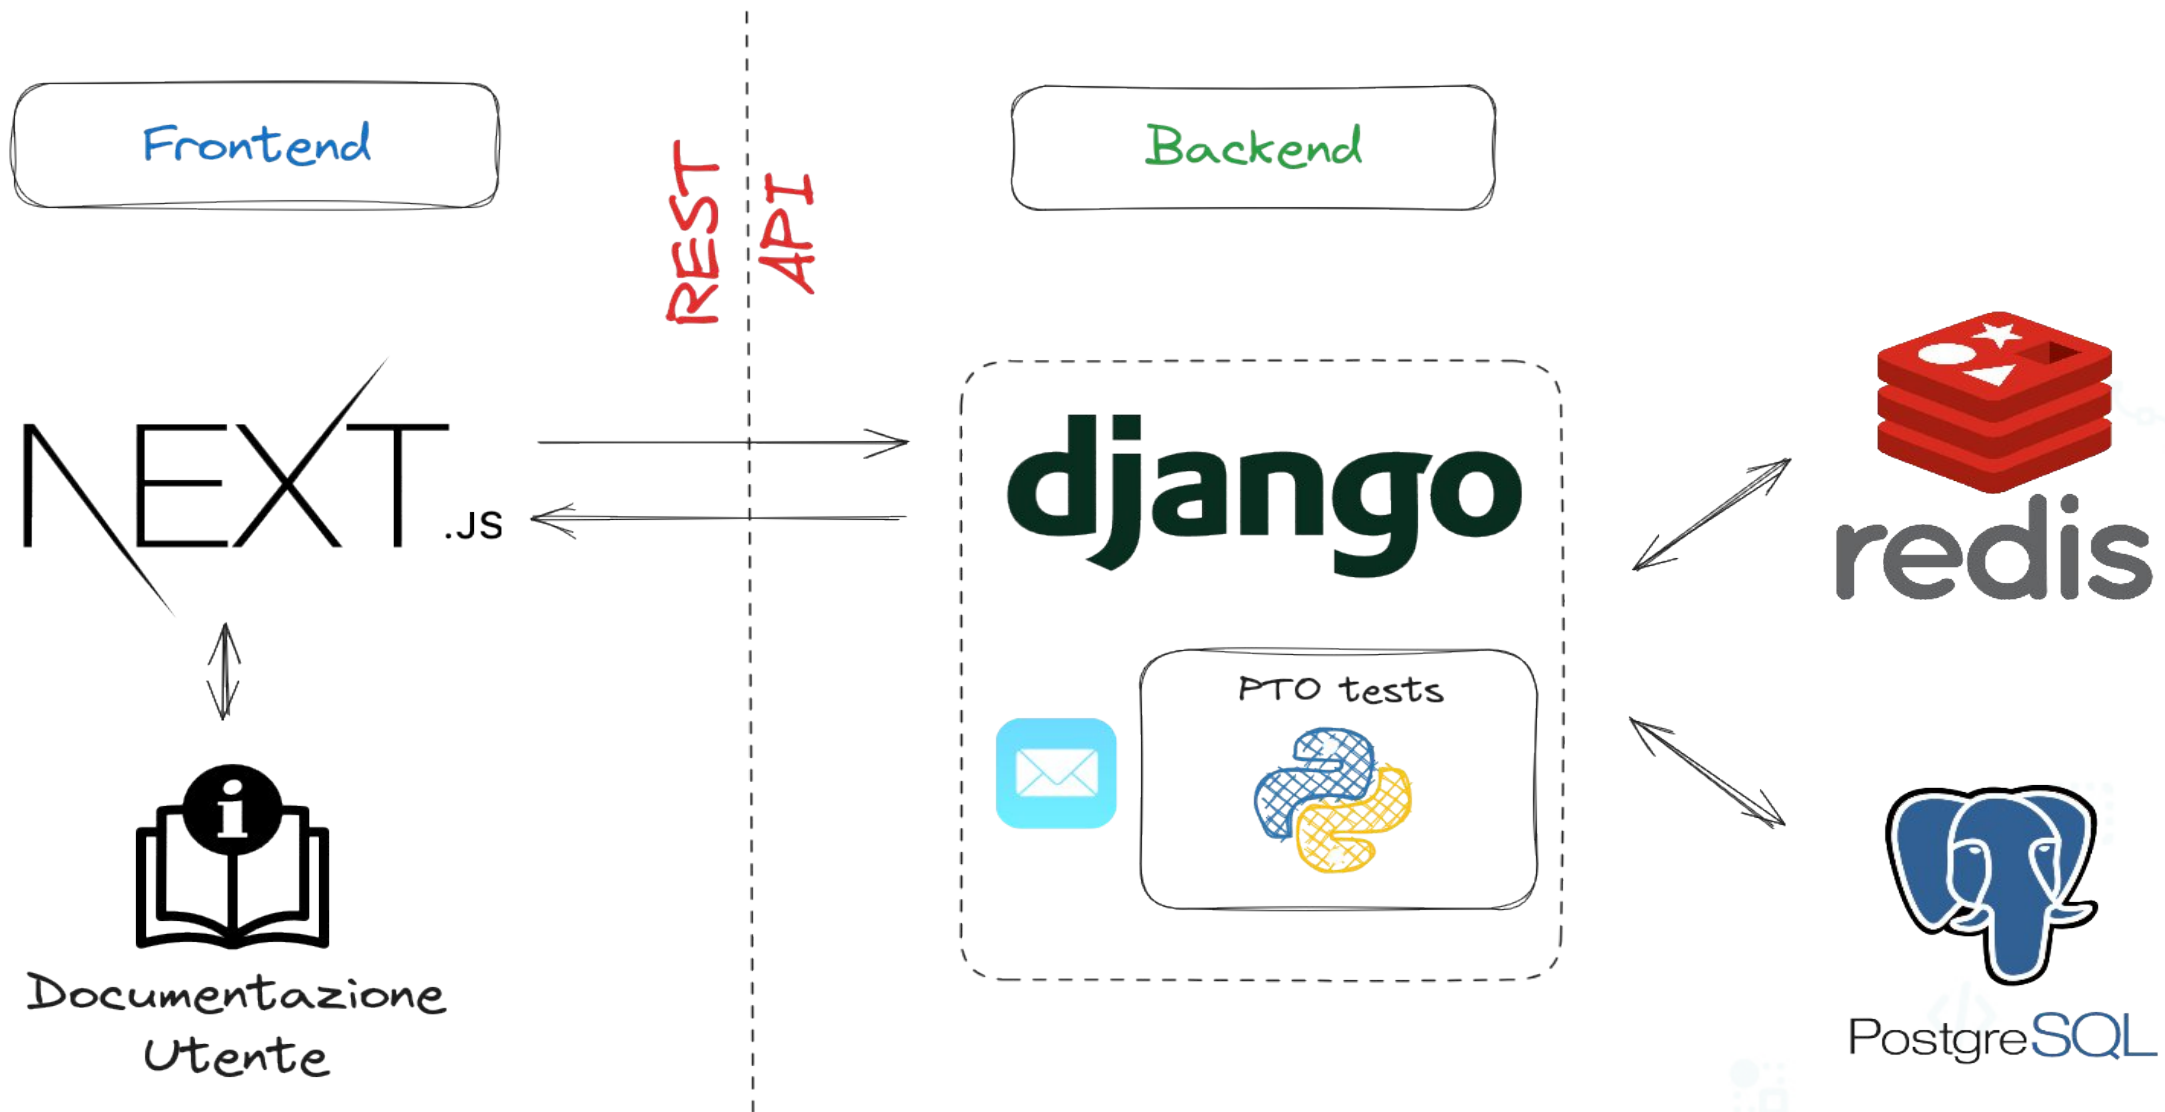 Frontend
Backend
REST
API
NEXT.JS
django
redis
PTO tests
Documentazione
Utente
PostgreSQL